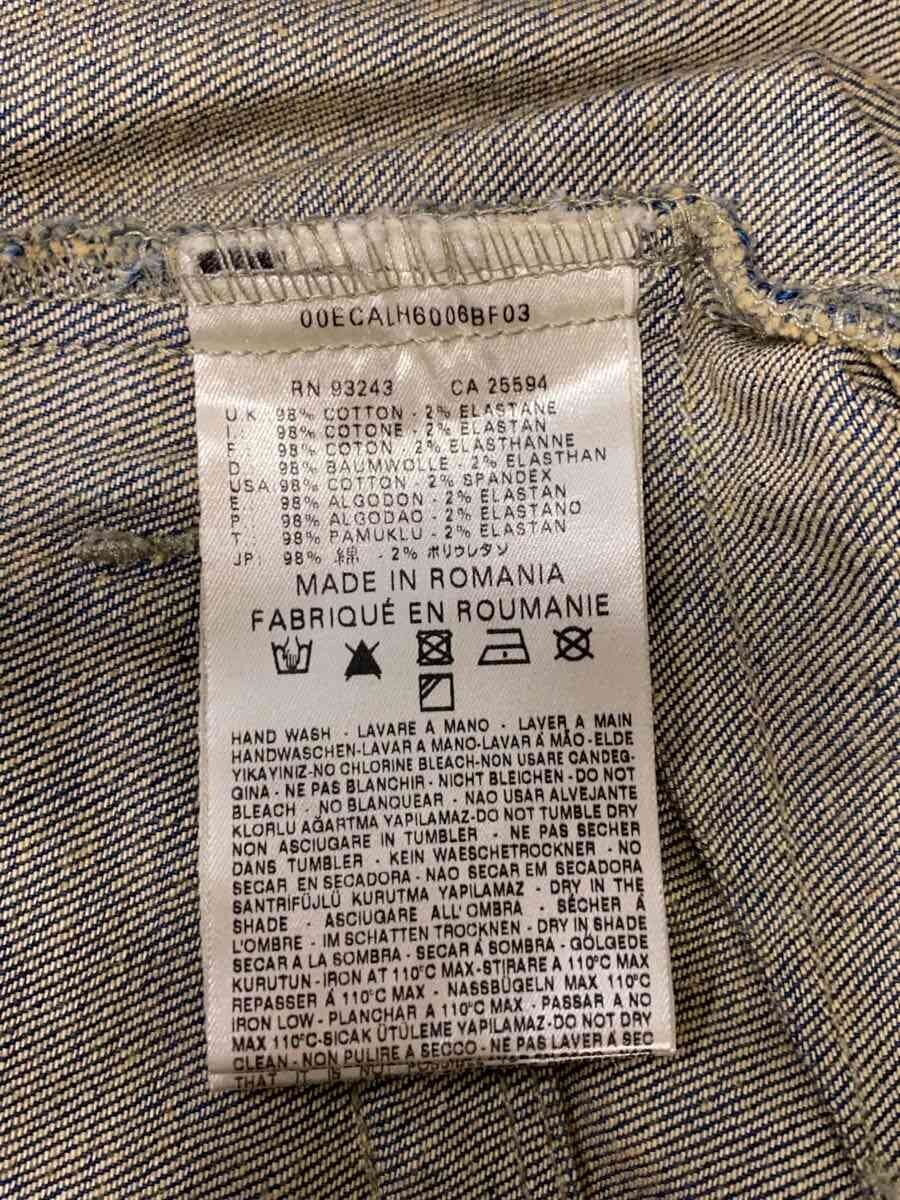 00ECALH6006BF03
RN 93243 CA 25594
U.K: 98% COTTON - 2% ELASTANE
I.: 98% COTONE - 2% ELASTAN
F.: 98% COTON - 2% ELASTHANNE
D. 98% BAUMWOLLE - 2% ELASTHAN
USA: 98% COTTON - 2% SPANDEX
E.: 98% ALGODON - 2% ELASTAN
P.: 98% ALGODAO - 2% ELASTANO
T.: 98% PAMUKLU - 2% ELASTAN
JP: 98% 綿 - 2% ポリウレタン
MADE IN ROMANIA
FABRIQUÉ EN ROUMANIE
HAND WASH - LAVARE A MANO - LAVER A MAIN
HANDWASCHEN-LAVAR A MANO-LAVAR Á MÃO-ELDE
YIKAYINIZ-NO CHLORINE BLEACH-NON USARE CANDEG-
GINA - NE PAS BLANCHIR - NICHT BLEICHEN - DO NOT
BLEACH - NO BLANQUEAR - NAO USAR ALVEJANTE
KLORLU AĞARTMA YAPILAMAZ-DO NOT TUMBLE DRY
NON ASCIUGARE IN TUMBLER - NE PAS SECHER
DANS TUMBLER - KEIN WAESCHETROCKNER - NO
SECAR EN SECADORA - NAO SECAR EM SECADORA
SANTRİFÜJLÜ KURUTMA YAPILAMAZ - DRY IN THE
SHADE - ASCIUGARE ALL'OMBRA - SÉCHER Á
L'OMBRE - IM SCHATTEN TROCKNEN - DRY IN SHADE
SECAR A LA SOMBRA - SECAR Á SOMBRA - GÖLGEDE
KURUTUN - IRON AT 110°C MAX-STIRARE A 110°C MAX
REPASSER Á 110°C MAX - NASSBÜGELN MAX 110°C
IRON LOW - PLANCHAR A 110°C MAX - PASSAR A NO
MAX 110°C-SICAK ÜTÜLEME YAPILAMAZ-DO NOT DRY
CLEAN - NON PULIRE A SECCO - NE PAS LAVER Á SEC
THAT IT IS